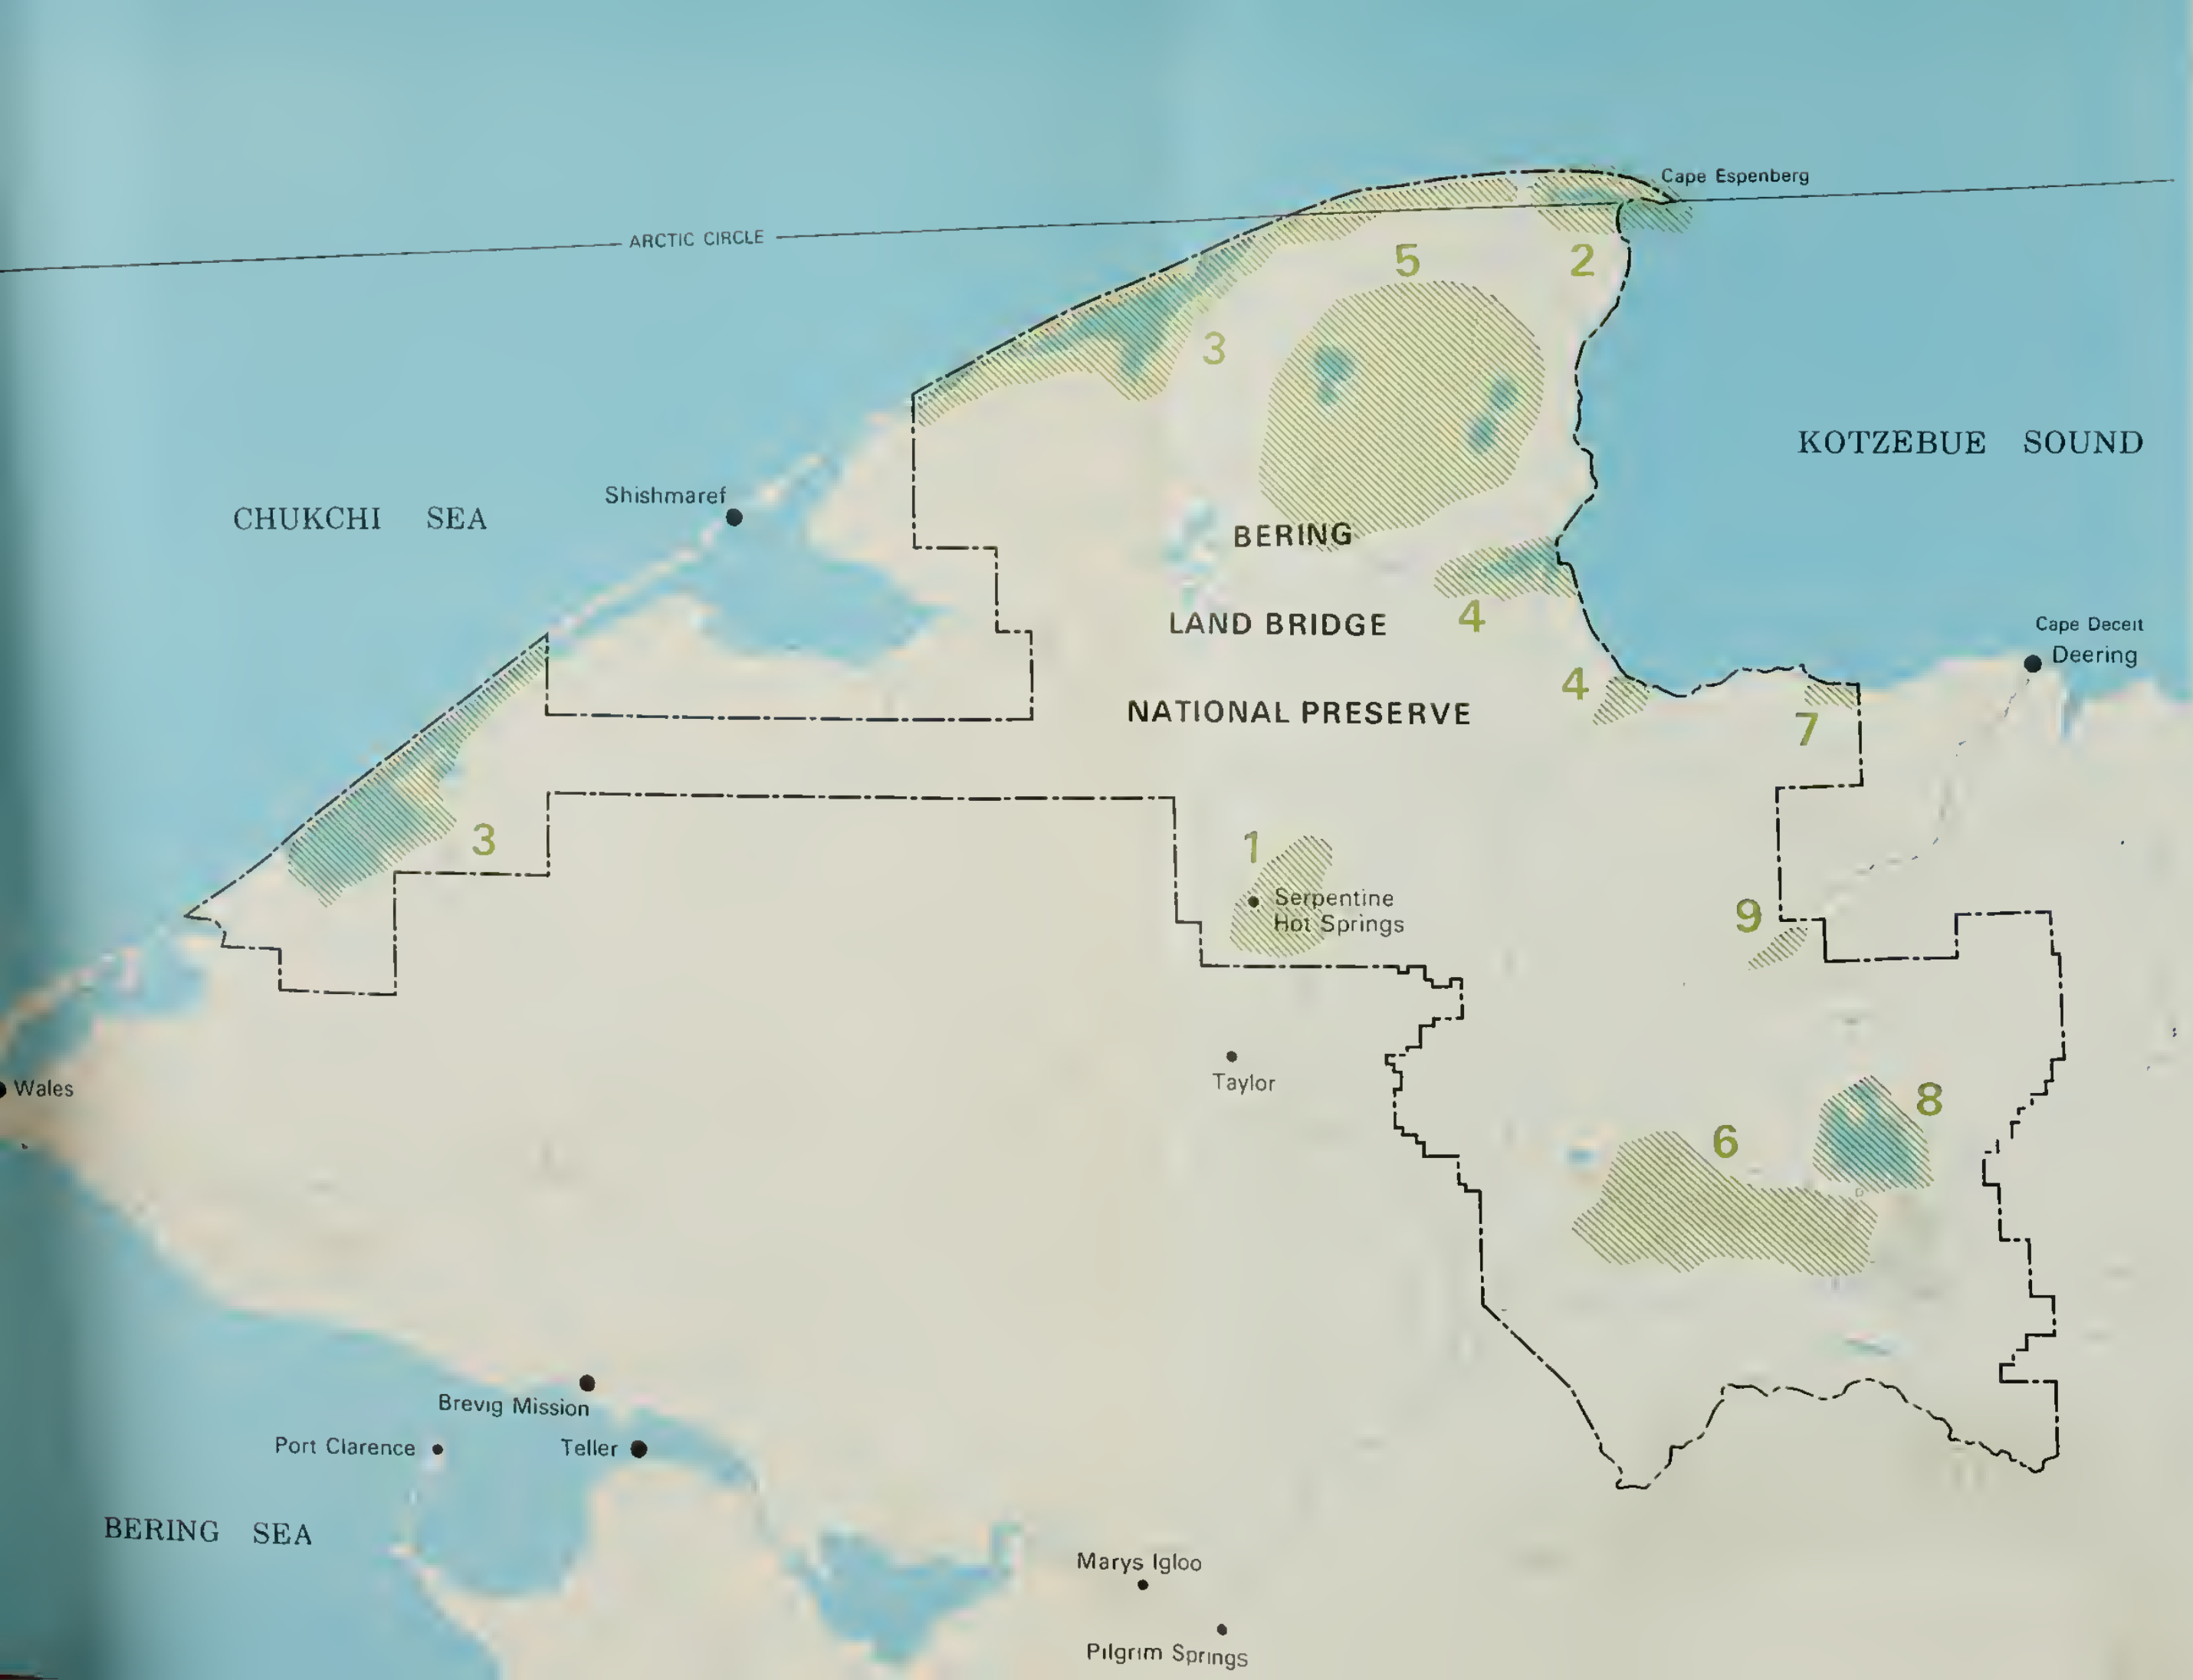 Cape Espenberg
ARCTIC CIRCLE
5
2
3
KOTZEBUE SOUND
Shishmaref
CHUKCHI SEA
BERING
LAND BRIDGE
NATIONAL PRESERVE
4
4
Cape Deceit
Deering
7
3
1
Serpentine
Hot Springs
9
Taylor
Wales
8
6
Brevig Mission
Port Clarence
Teller
BERING SEA
Marys Igloo
Pilgrim Springs